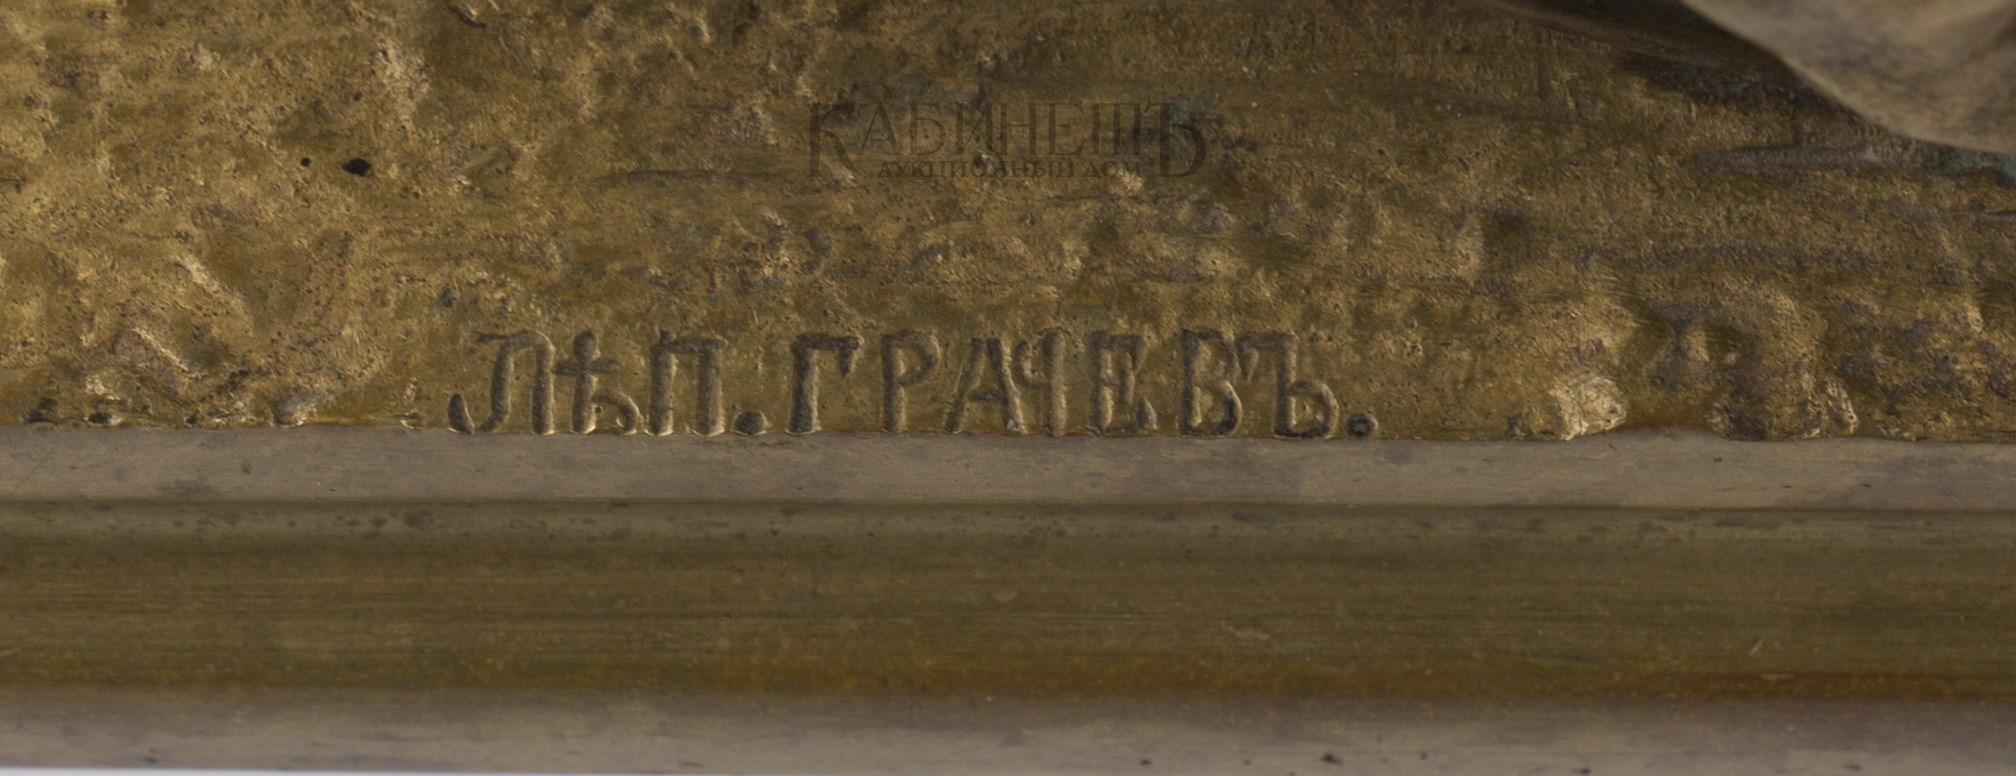 КАБИНЕТЪ
АУКЦИОННЫЙ ДОМ
ЛѢП. ГРАЧЕВЪ.